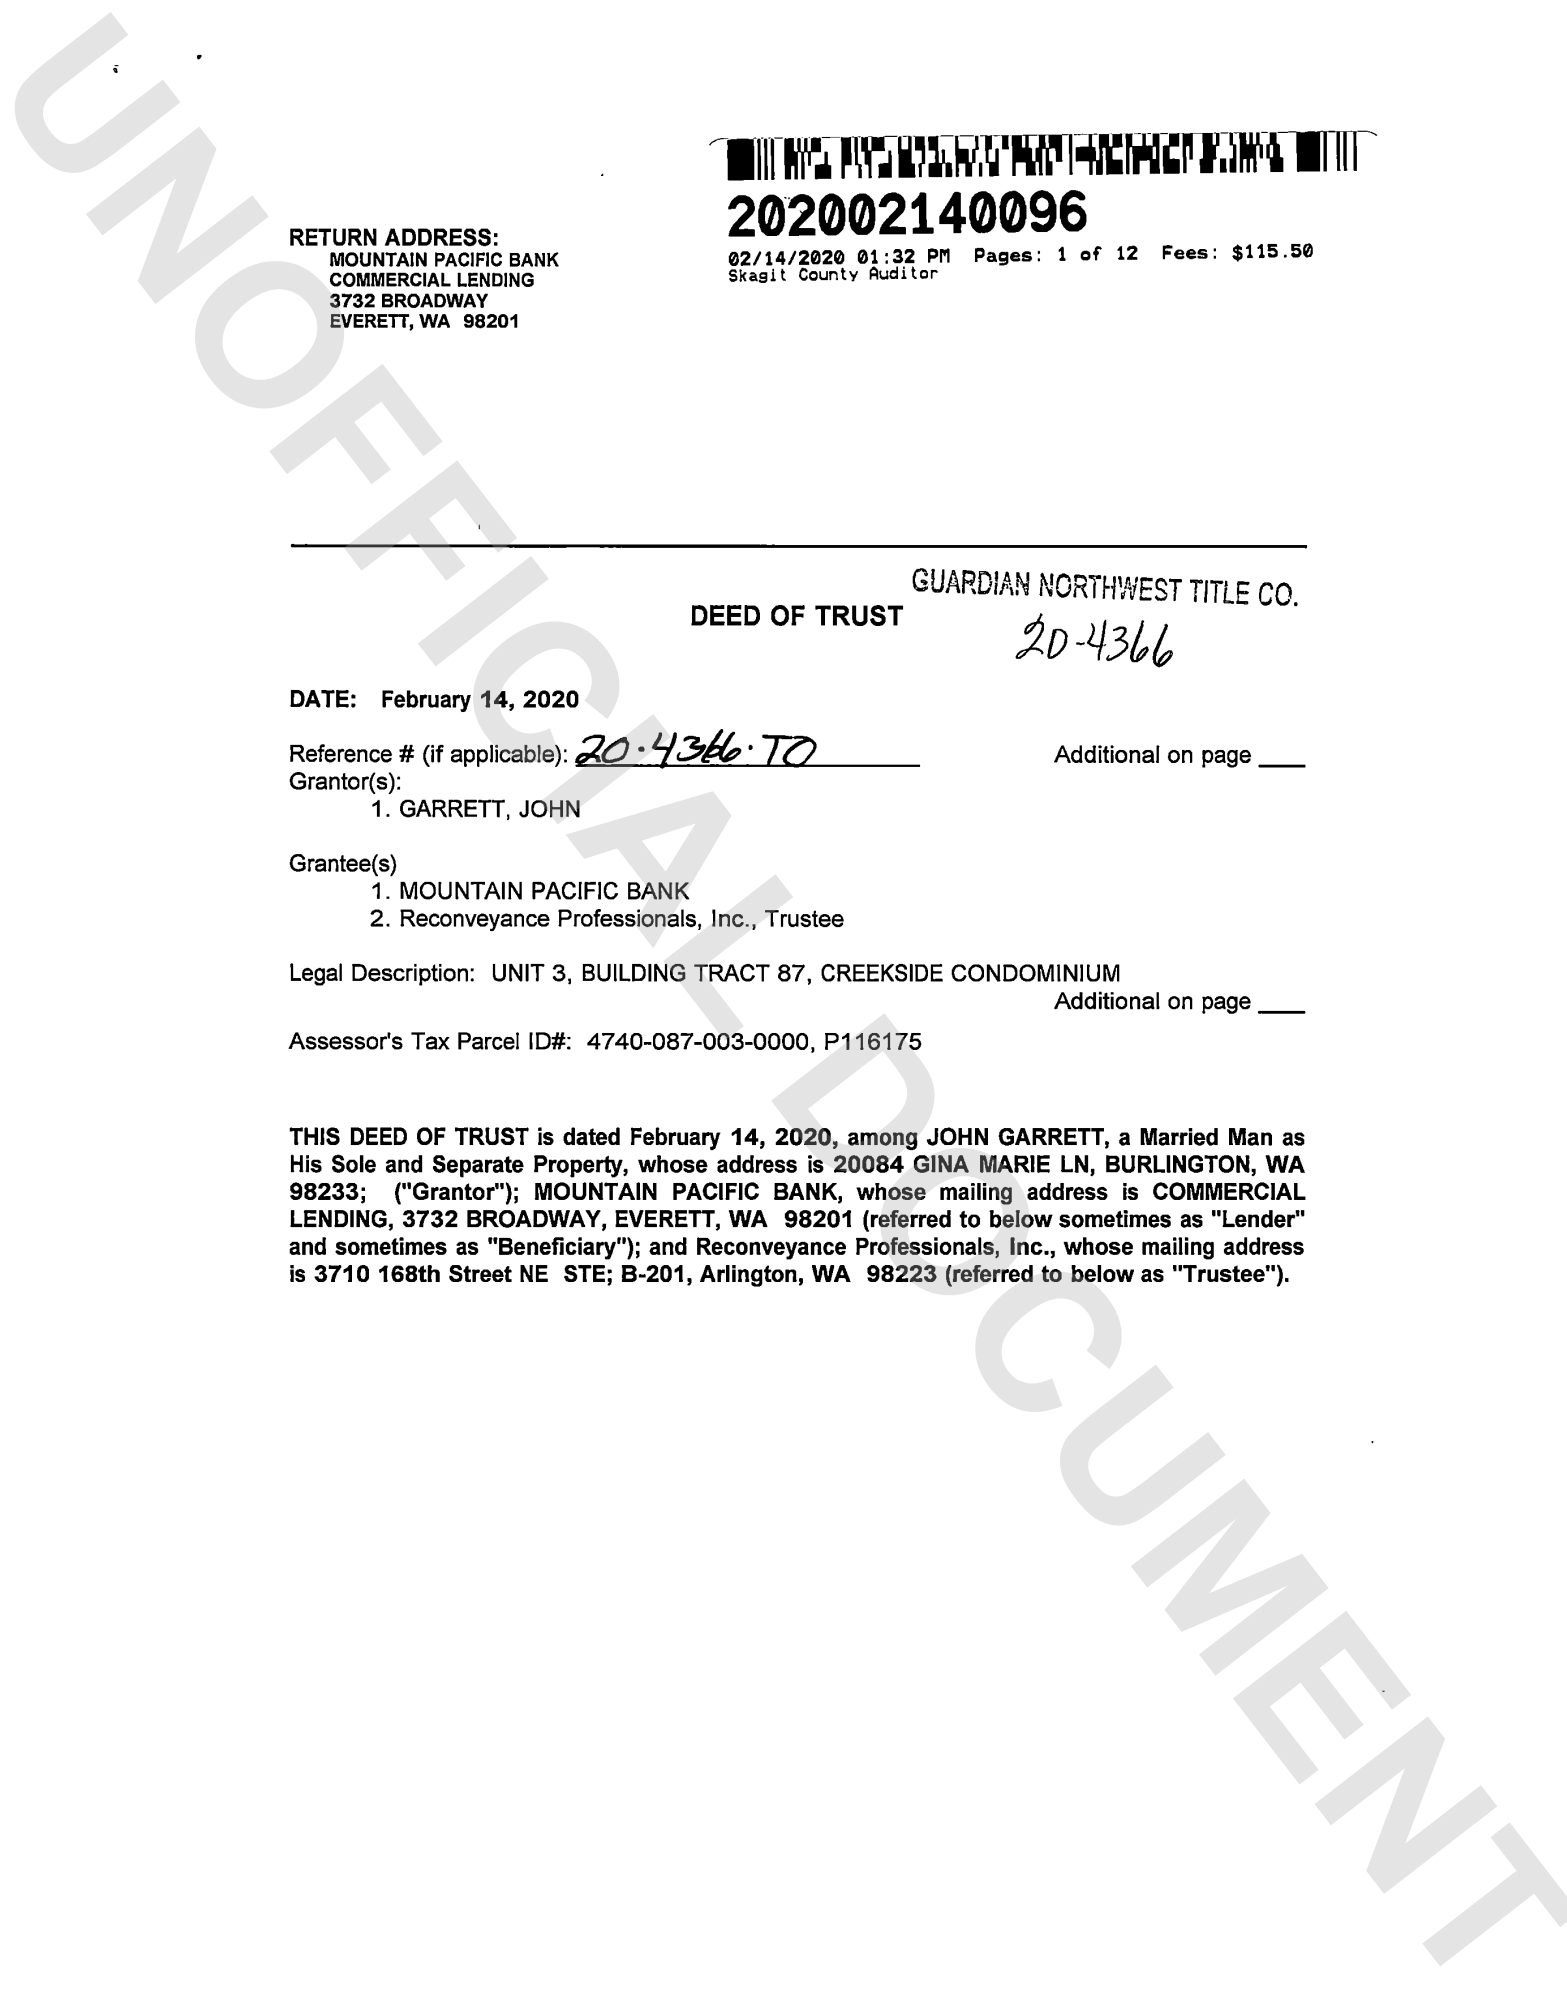 202002140096
02/14/2020 01:32 PM Pages: 1 of 12 Fees: $115.50
Skagit County Auditor
RETURN ADDRESS:
MOUNTAIN PACIFIC BANK
COMMERCIAL LENDING
3732 BROADWAY
EVERETT, WA 98201
GUARDIAN NORTHWEST TITLE CO.
DEED OF TRUST
20-4366
DATE: February 14, 2020
Reference # (if applicable): 20-4366-TO Additional on page ____
Grantor(s):
1. GARRETT, JOHN
Grantee(s)
1. MOUNTAIN PACIFIC BANK
2. Reconveyance Professionals, Inc., Trustee
Legal Description: UNIT 3, BUILDING TRACT 87, CREEKSIDE CONDOMINIUM
Additional on page ____
Assessor's Tax Parcel ID#: 4740-087-003-0000, P116175
THIS DEED OF TRUST is dated February 14, 2020, among JOHN GARRETT, a Married Man as
His Sole and Separate Property, whose address is 20084 GINA MARIE LN, BURLINGTON, WA
98233; ("Grantor"); MOUNTAIN PACIFIC BANK, whose mailing address is COMMERCIAL
LENDING, 3732 BROADWAY, EVERETT, WA 98201 (referred to below sometimes as "Lender"
and sometimes as "Beneficiary"); and Reconveyance Professionals, Inc., whose mailing address
is 3710 168th Street NE STE; B-201, Arlington, WA 98223 (referred to below as "Trustee").
UNOFFICIAL DOCUMENT